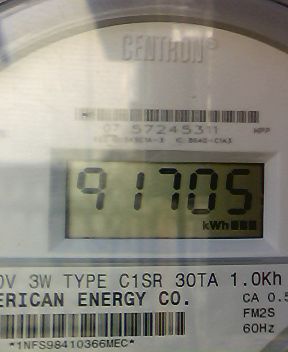 CENTRON®
07 57245311
91705
kWh
0V 3W TYPE C1SR 30TA 1.0Kh
ERICAN ENERGY CO.
CA 0.5
FM2S
60Hz
*1NFS98410366MEC*